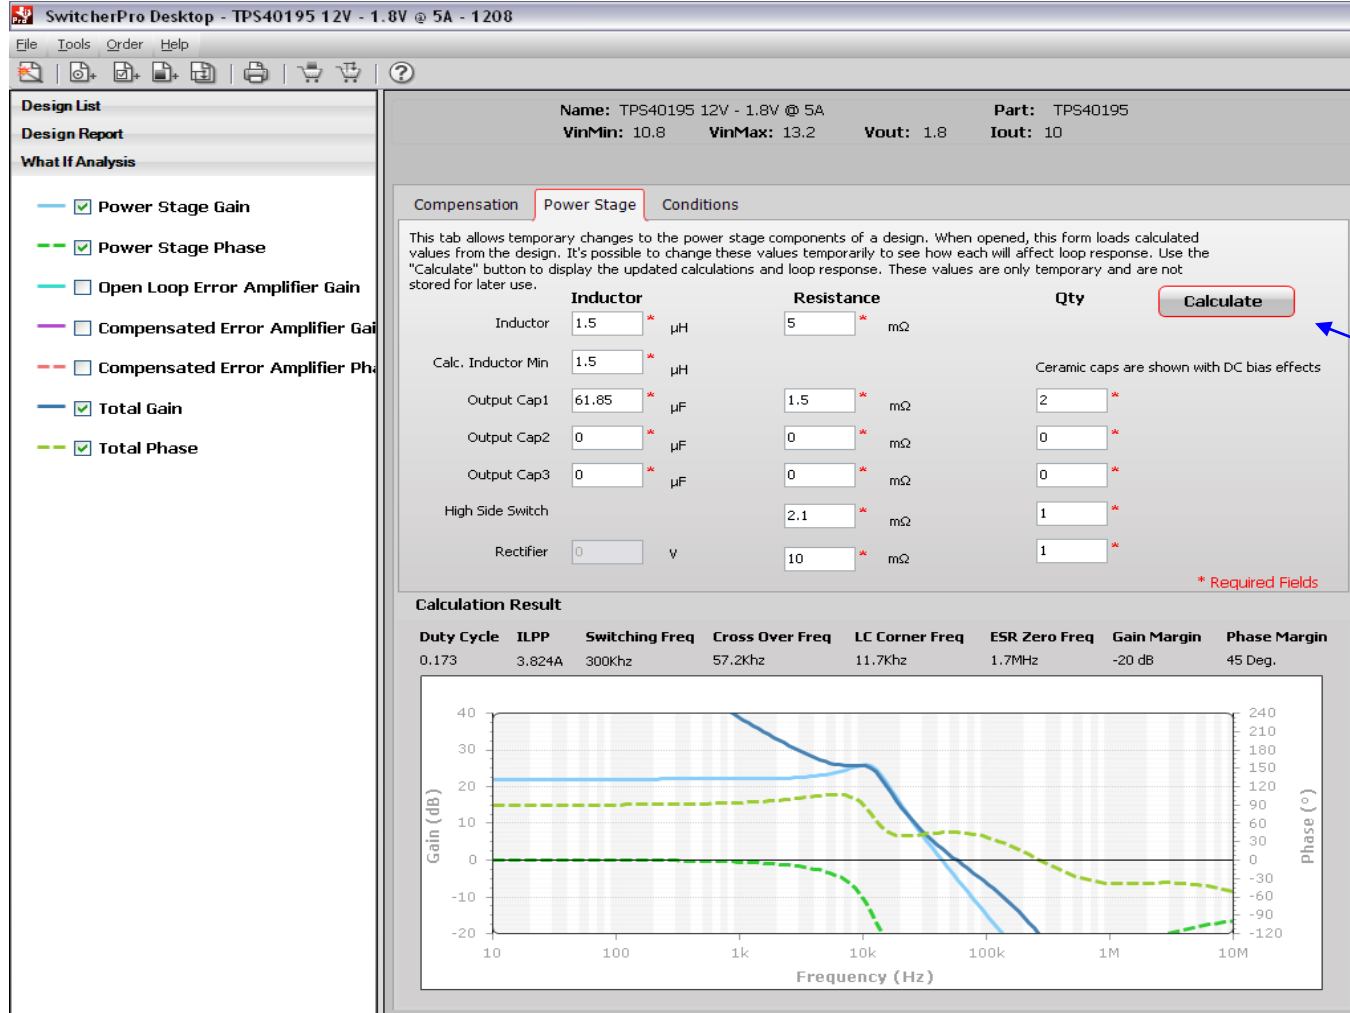 SwitcherPro Desktop - TPS40195 12V - 1.8V @ 5A - 1208
File Tools Order Help
Design List
Design Report
What If Analysis
Power Stage Gain
Power Stage Phase
Open Loop Error Amplifier Gain
Compensated Error Amplifier Gai
Compensated Error Amplifier Pha
Total Gain
Total Phase
Name: TPS40195 12V - 1.8V @ 5A Part: TPS40195
VinMin: 10.8 VinMax: 13.2 Vout: 1.8 Iout: 10
Compensation Power Stage Conditions
This tab allows temporary changes to the power stage components of a design. When opened, this form loads calculated
values from the design. It's possible to change these values temporarily to see how each will affect loop response. Use the
"Calculate" button to display the updated calculations and loop response. These values are only temporary and are not
stored for later use.
Inductor Resistance Qty Calculate
Inductor 1.5 * µH 5 * mΩ
Calc. Inductor Min 1.5 * µH Ceramic caps are shown with DC bias effects
Output Cap1 61.85 * µF 1.5 * mΩ 2 *
Output Cap2 0 * µF 0 * mΩ 0 *
Output Cap3 0 * µF 0 * mΩ 0 *
High Side Switch 2.1 * mΩ 1 *
Rectifier 0 V 10 * mΩ 1 *
* Required Fields
Calculation Result
Duty Cycle ILPP Switching Freq Cross Over Freq LC Corner Freq ESR Zero Freq Gain Margin Phase Margin
0.173 3.824A 300Khz 57.2Khz 11.7Khz 1.7MHz -20 dB 45 Deg.
40 240
210
30 180
150
20 120
90
10 60
30
0 0
-30
-10 -60
-90
-20 -120
Gain (dB)
Phase (°)
10 100 1k 10k 100k 1M 10M
Frequency (Hz)